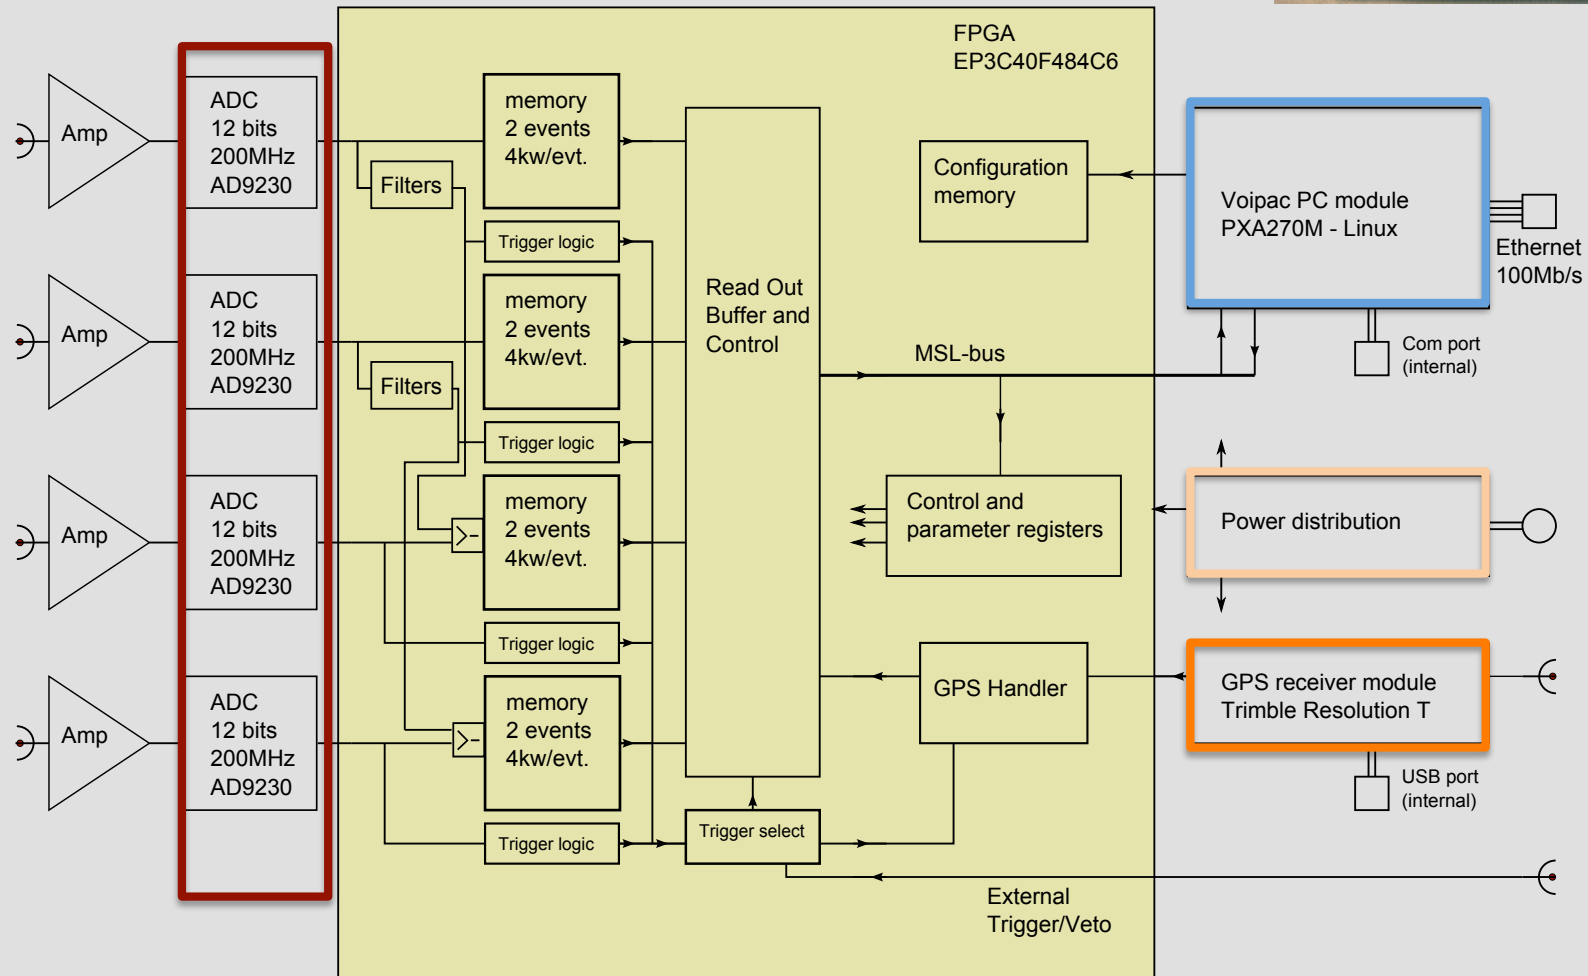 FPGA
EP3C40F484C6
Amp
ADC
12 bits
200MHz
AD9230
Filters
memory
2 events
4kw/evt.
Trigger logic
Amp
ADC
12 bits
200MHz
AD9230
Filters
memory
2 events
4kw/evt.
Trigger logic
Amp
ADC
12 bits
200MHz
AD9230
>-
memory
2 events
4kw/evt.
Trigger logic
Amp
ADC
12 bits
200MHz
AD9230
>-
memory
2 events
4kw/evt.
Trigger logic
Read Out
Buffer and
Control
Trigger select
Configuration
memory
MSL-bus
Control and
parameter registers
GPS Handler
External
Trigger/Veto
Voipac PC module
PXA270M - Linux
Ethernet
100Mb/s
Com port
(internal)
Power distribution
GPS receiver module
Trimble Resolution T
USB port
(internal)